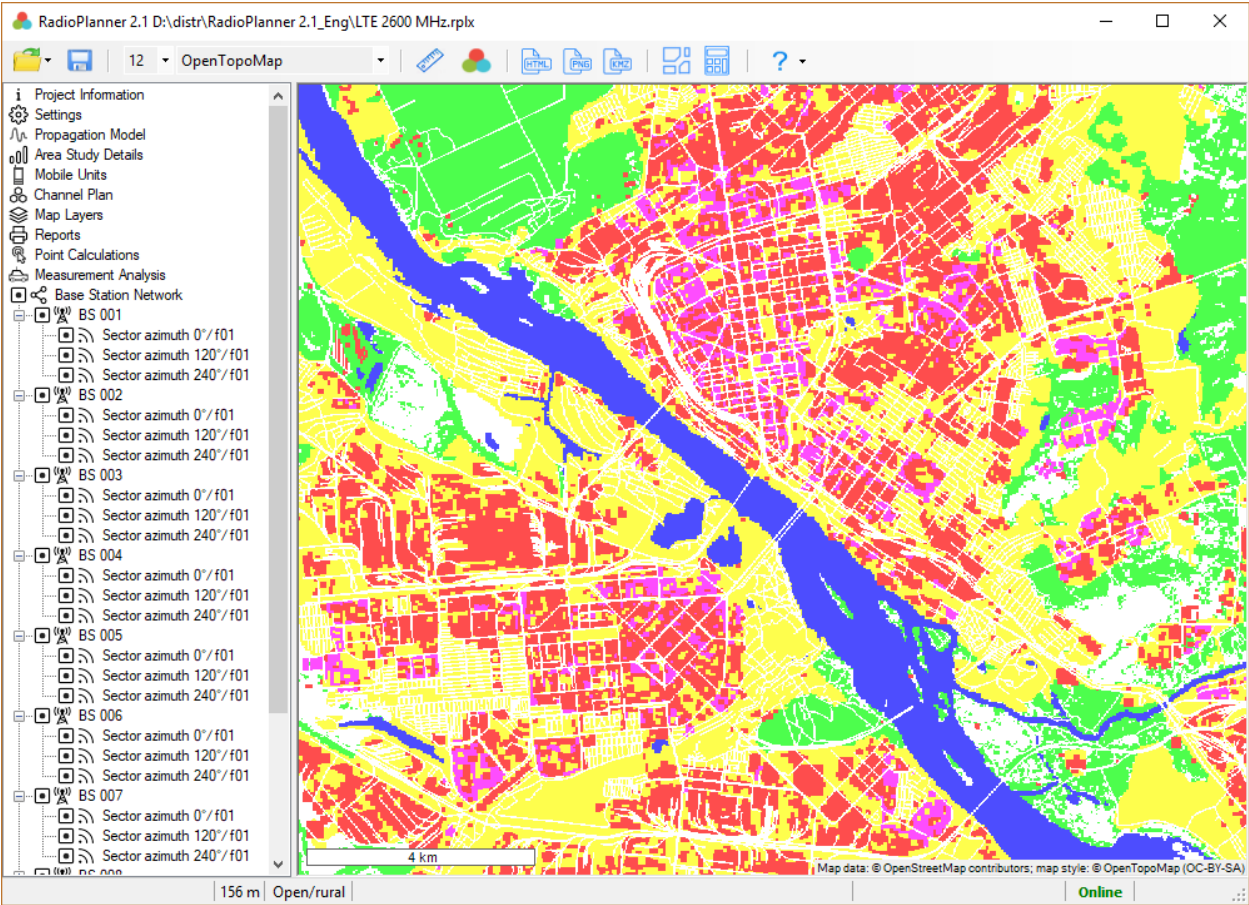 RadioPlanner 2.1 D:\distr\RadioPlanner 2.1_Eng\LTE 2600 MHz.rplx
12 OpenTopoMap HTML PNG KMZ ?
i Project Information
Settings
Propagation Model
Area Study Details
Mobile Units
Channel Plan
Map Layers
Reports
Point Calculations
Measurement Analysis
Base Station Network
BS 001
Sector azimuth 0°/f01
Sector azimuth 120°/f01
Sector azimuth 240°/f01
BS 002
Sector azimuth 0°/f01
Sector azimuth 120°/f01
Sector azimuth 240°/f01
BS 003
Sector azimuth 0°/f01
Sector azimuth 120°/f01
Sector azimuth 240°/f01
BS 004
Sector azimuth 0°/f01
Sector azimuth 120°/f01
Sector azimuth 240°/f01
BS 005
Sector azimuth 0°/f01
Sector azimuth 120°/f01
Sector azimuth 240°/f01
BS 006
Sector azimuth 0°/f01
Sector azimuth 120°/f01
Sector azimuth 240°/f01
BS 007
Sector azimuth 0°/f01
Sector azimuth 120°/f01
Sector azimuth 240°/f01
4 km
Map data: © OpenStreetMap contributors; map style: © OpenTopoMap (OC-BY-SA)
156 m Open/rural Online